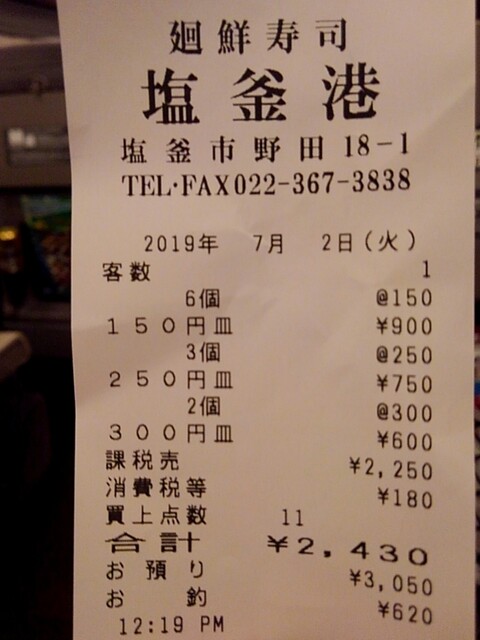 廻鮮寿司
塩釜港
塩釜市野田18-1
TEL・FAX022-367-3838
2019年 7月 2日(火)
客数 1
6個 @150
150円皿 ¥900
3個 @250
250円皿 ¥750
2個 @300
300円皿 ¥600
課税売 ¥2,250
消費税等 ¥180
買上点数 11
合計 ¥2,430
お預り ¥3,050
お釣 ¥620
12:19 PM